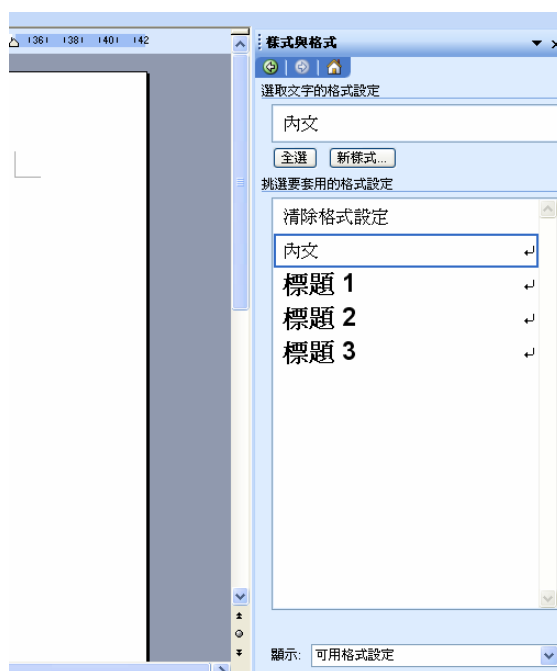 1361 1381 1401 142
樣式與格式
選取文字的格式設定
內文
全選 新樣式...
挑選要套用的格式設定
清除格式設定
內文
標題 1
標題 2
標題 3
顯示: 可用格式設定